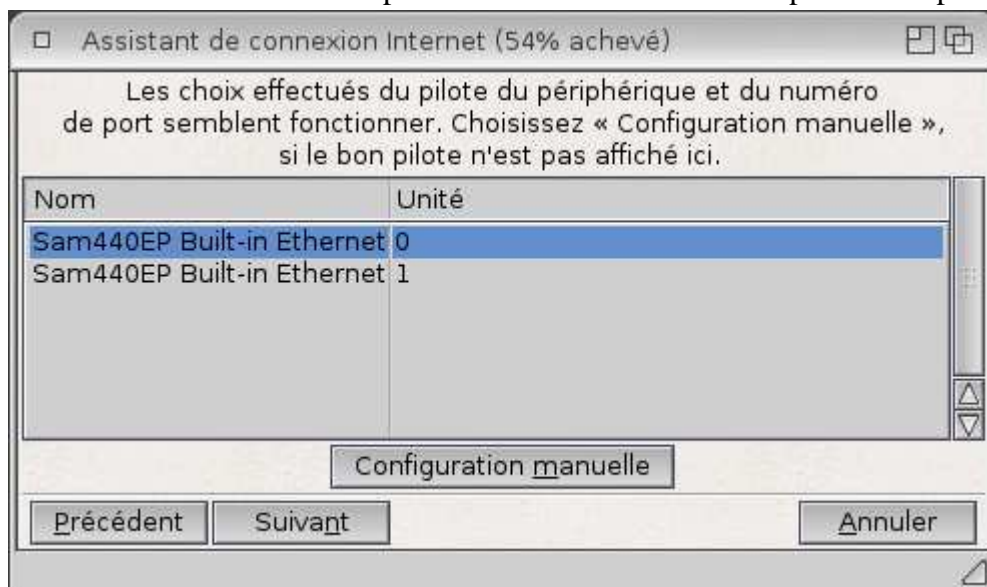 Assistant de connexion Internet (54% achevé)
Les choix effectués du pilote du périphérique et du numéro
de port semblent fonctionner. Choisissez « Configuration manuelle »,
si le bon pilote n'est pas affiché ici.
Nom Unité
Sam440EP Built-in Ethernet 0
Sam440EP Built-in Ethernet 1
Configuration manuelle
Précédent Suivant Annuler